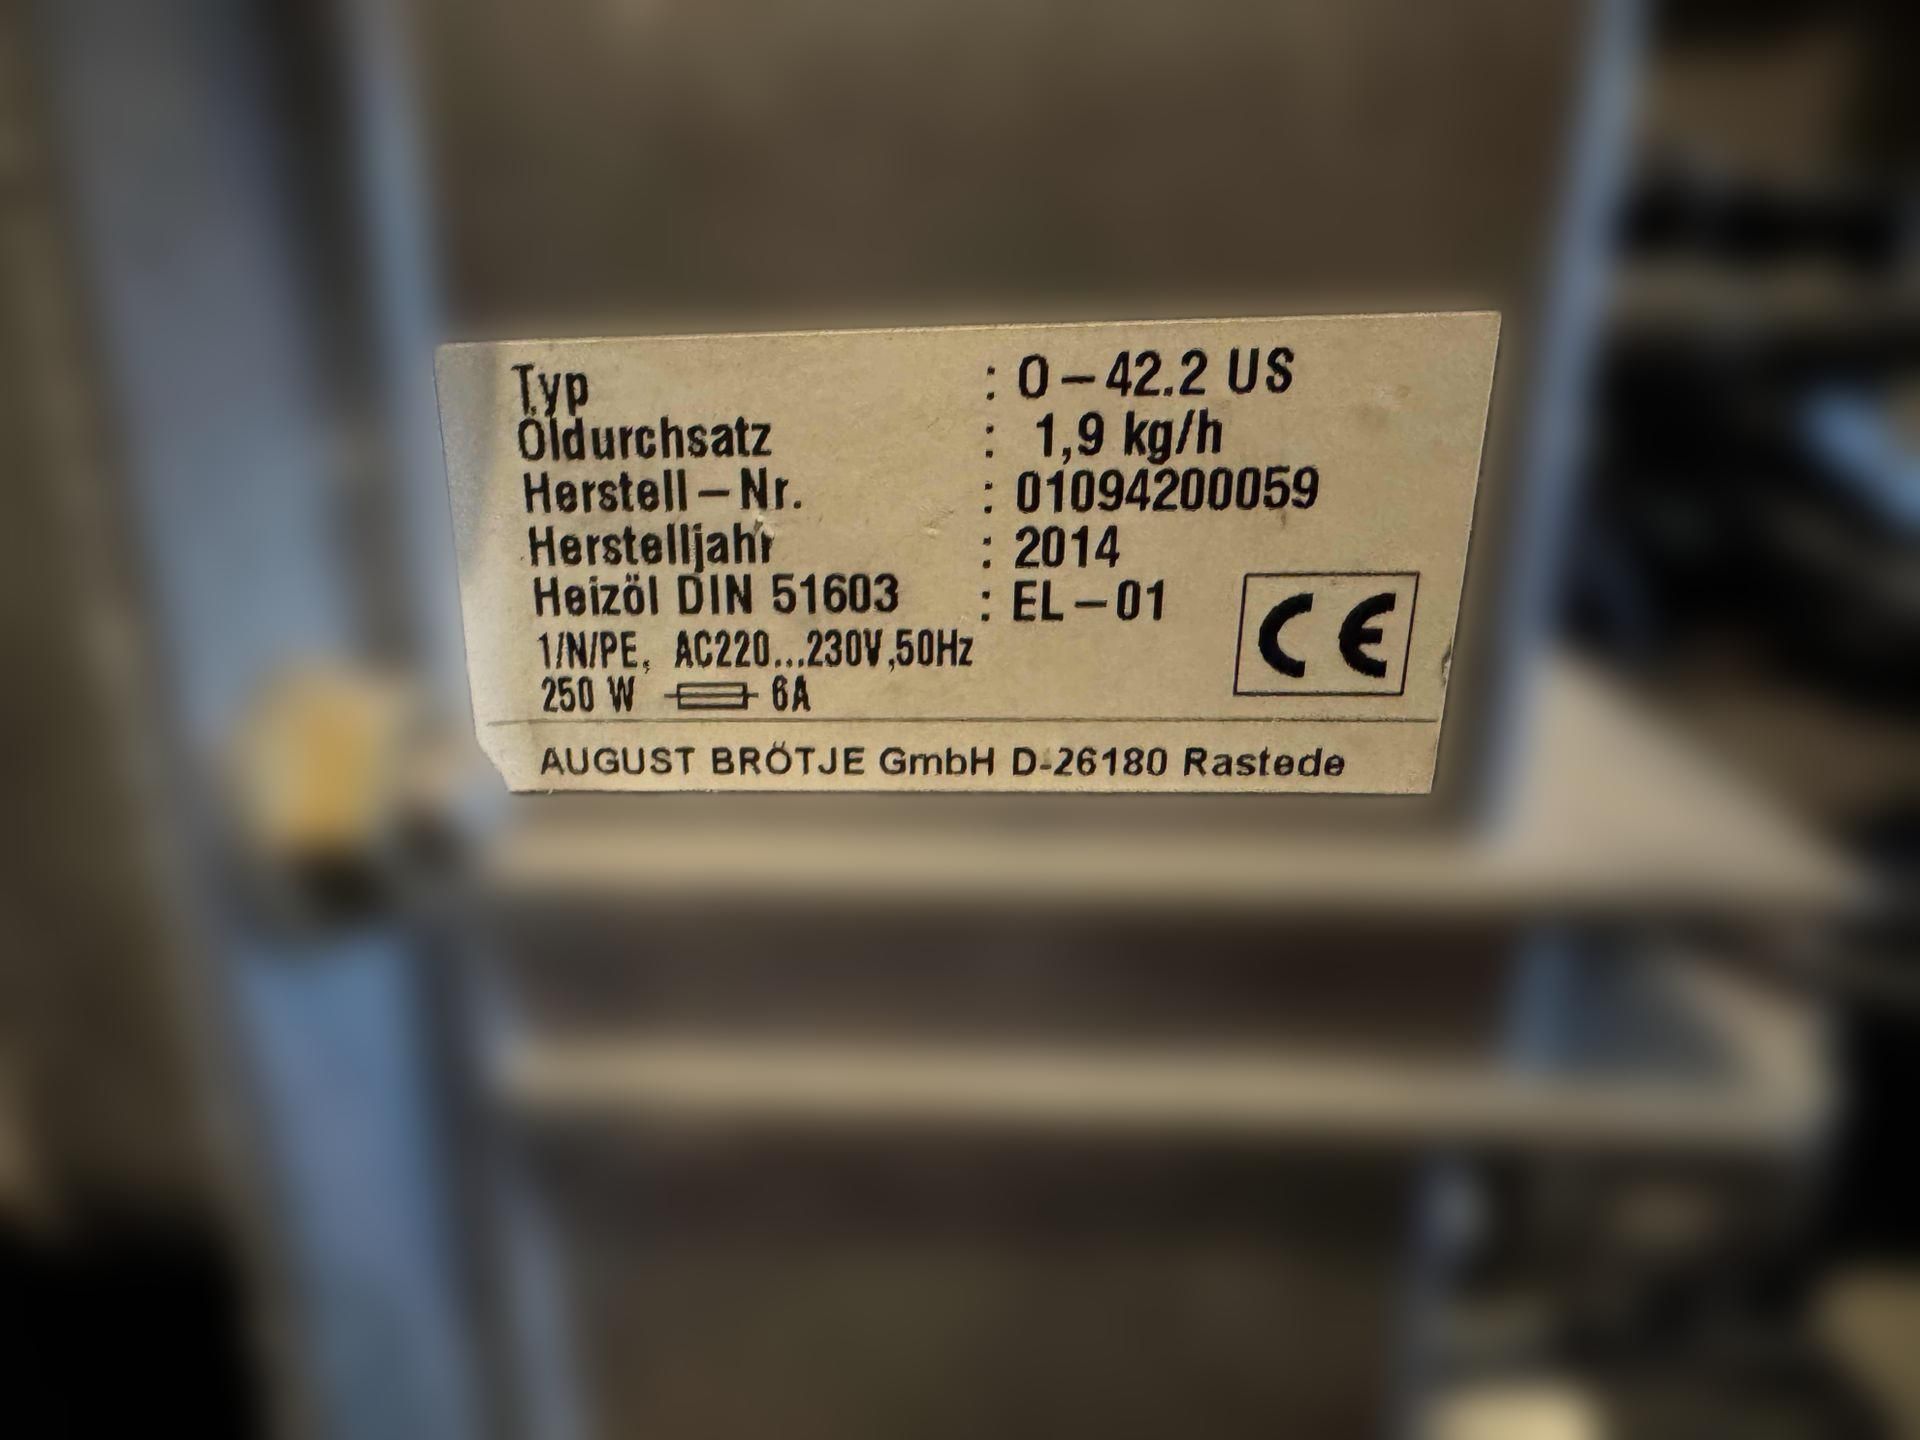 Typ : O-42.2 US
Öldurchsatz : 1,9 kg/h
Herstell-Nr. : 01094200059
Herstelljahr : 2014
Heizöl DIN 51603 : EL-01
1/N/PE, AC220...230V,50Hz
250 W 6A
CE
AUGUST BRÖTJE GmbH D-26180 Rastede